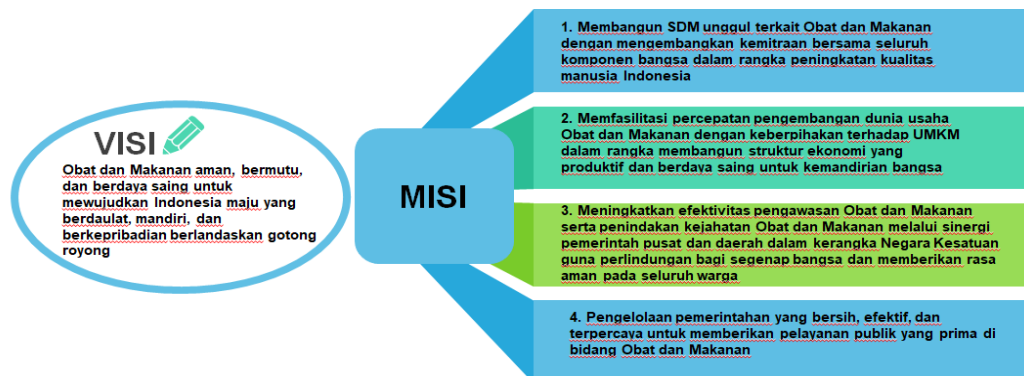 VISI
Obat dan Makanan aman, bermutu,
dan berdaya saing untuk
mewujudkan Indonesia maju yang
berdaulat, mandiri, dan
berkepribadian berlandaskan gotong
royong
MISI
1. Membangun SDM unggul terkait Obat dan Makanan
dengan mengembangkan kemitraan bersama seluruh
komponen bangsa dalam rangka peningkatan kualitas
manusia Indonesia
2. Memfasilitasi percepatan pengembangan dunia usaha
Obat dan Makanan dengan keberpihakan terhadap UMKM
dalam rangka membangun struktur ekonomi yang
produktif dan berdaya saing untuk kemandirian bangsa
3. Meningkatkan efektivitas pengawasan Obat dan Makanan
serta penindakan kejahatan Obat dan Makanan melalui sinergi
pemerintah pusat dan daerah dalam kerangka Negara Kesatuan
guna perlindungan bagi segenap bangsa dan memberikan rasa
aman pada seluruh warga
4. Pengelolaan pemerintahan yang bersih, efektif, dan
terpercaya untuk memberikan pelayanan publik yang prima di
bidang Obat dan Makanan